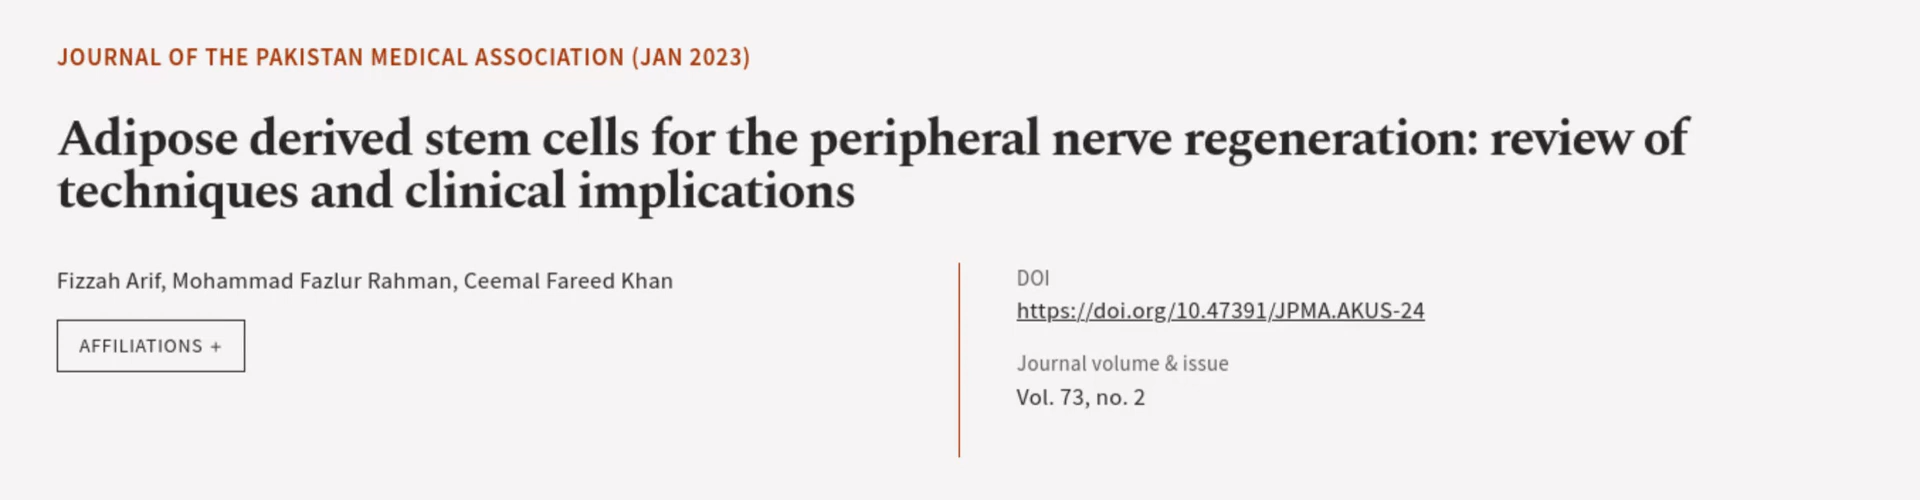 JOURNAL OF THE PAKISTAN MEDICAL ASSOCIATION (JAN 2023)
Adipose derived stem cells for the peripheral nerve regeneration: review of
techniques and clinical implications
Fizzah Arif, Mohammad Fazlur Rahman, Ceemal Fareed Khan
AFFILIATIONS +
DOI
https://doi.org/10.47391/JPMA.AKUS-24
Journal volume & issue
Vol. 73, no. 2